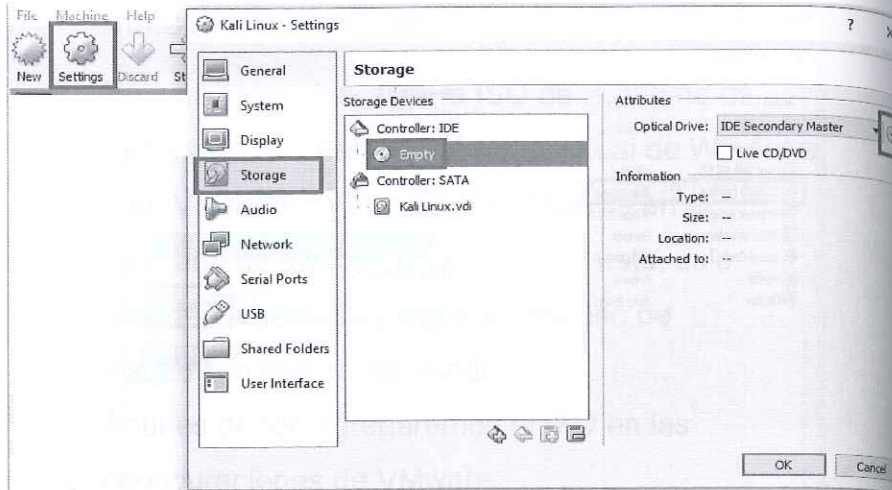 File Machine Help
New Settings Discard St
Kali Linux - Settings
?
General
System
Display
Storage
Audio
Network
Serial Ports
USB
Shared Folders
User Interface
Storage
Storage Devices
Controller: IDE
Empty
Controller: SATA
Kali Linux.vdi
Attributes
Optical Drive: IDE Secondary Master
Live CD/DVD
Information
Type: --
Size: --
Location: --
Attached to: --
OK Cancel